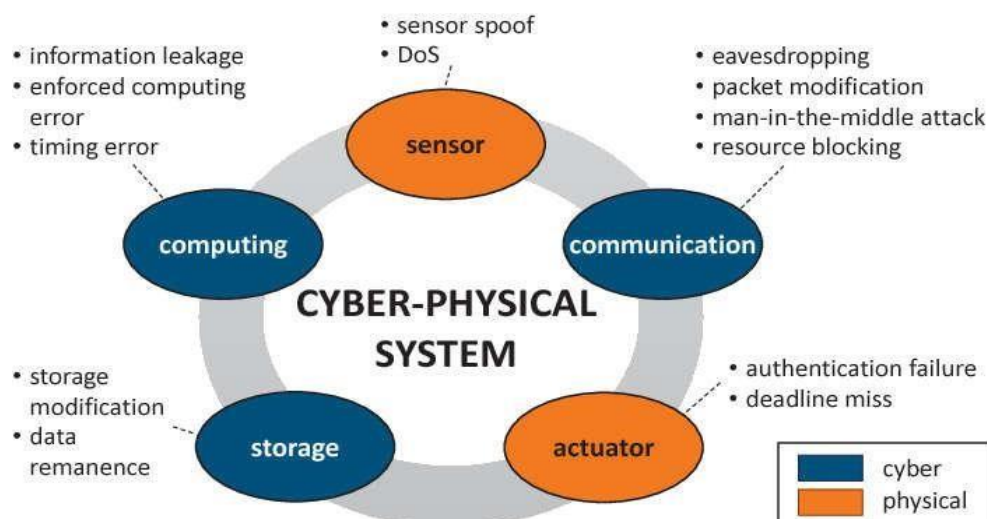 • sensor spoof
• DoS
• information leakage
• enforced computing
error
• timing error
• eavesdropping
• packet modification
• man-in-the-middle attack
• resource blocking
sensor
computing
communication
CYBER-PHYSICAL
SYSTEM
• storage
modification
• data
remanence
• authentication failure
• deadline miss
storage
actuator
cyber
physical